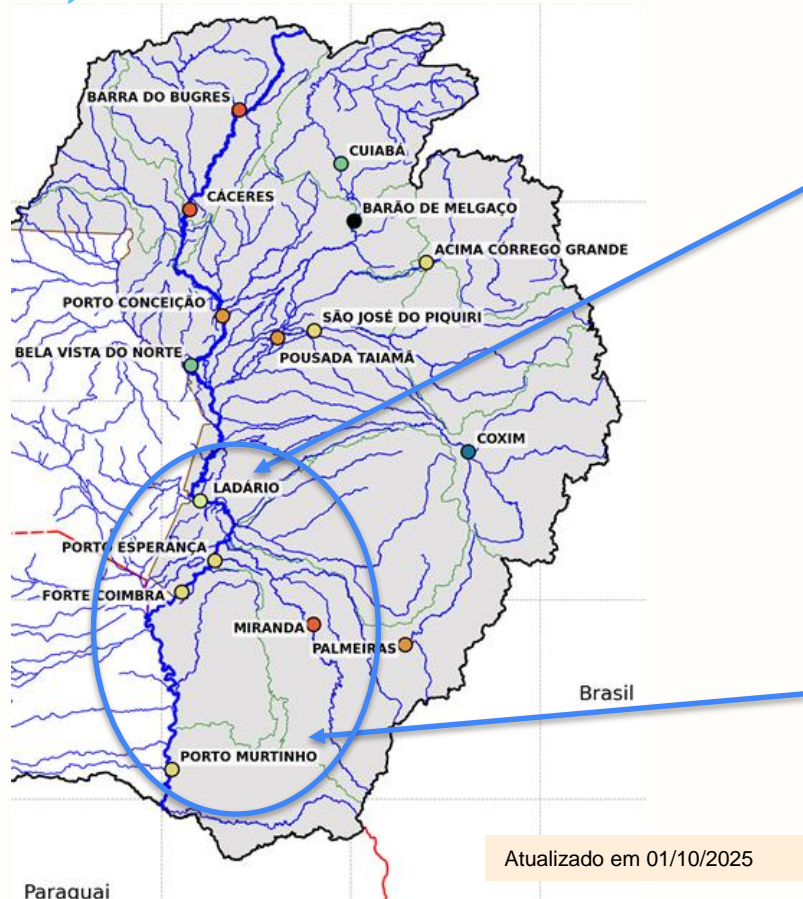 BARRA DO BUGRES
CUIABÁ
CÁCERES
BARÃO DE MELGAÇO
ACIMA CÓRREGO GRANDE
PORTO CONCEIÇÃO
SÃO JOSÉ DO PIQUIRI
BELA VISTA DO NORTE
POUSADA TAIAMÃ
COXIM
LADÁRIO
PORTO ESPERANÇA
FORTE COIMBRA
MIRANDA
PALMEIRAS
Brasil
PORTO MURTINHO
Atualizado em 01/10/2025
Paraguai